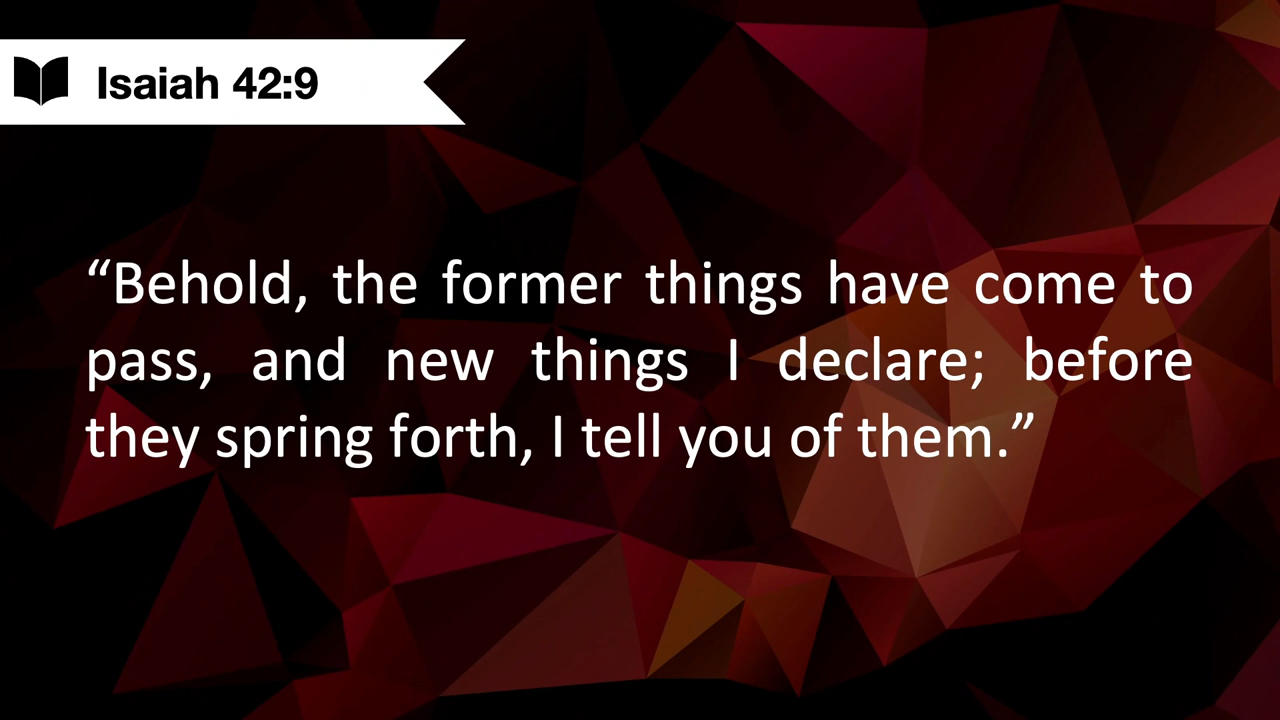 Isaiah 42:9
“Behold, the former things have come to
pass, and new things I declare; before
they spring forth, I tell you of them.”